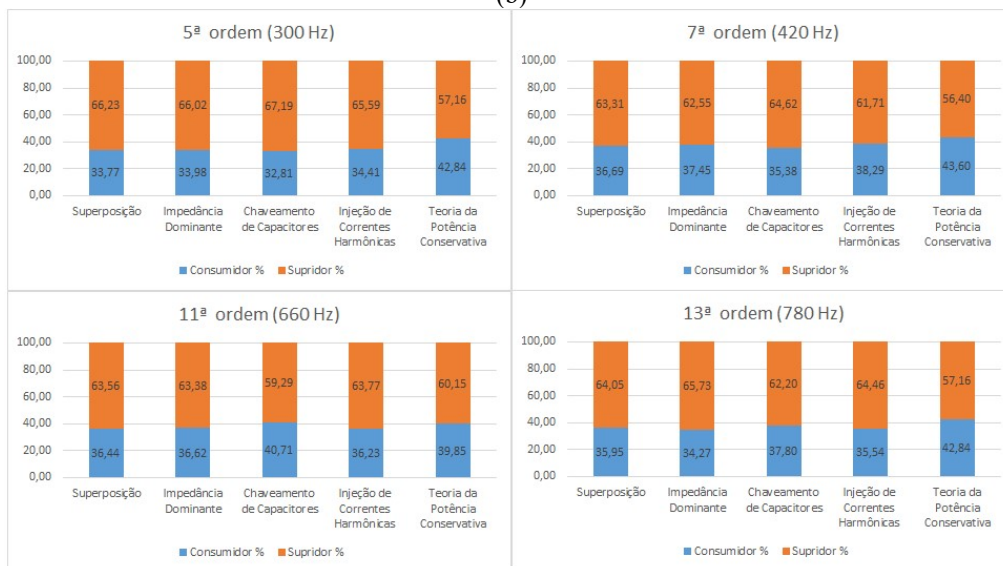 (b)
5ª ordem (300 Hz)
100,00
80,00
60,00
40,00
20,00
0,00
66,23
66,02
67,19
65,59
57,16
33,77
33,98
32,81
34,41
42,84
Superposição
Impedância
Dominante
Chaveamento
de Capacitores
Injeção de
Correntes
Harmônicas
Teoria da
Potência
Conservativa
Consumidor %
Supridor %
7ª ordem (420 Hz)
100,00
80,00
60,00
40,00
20,00
0,00
63,31
62,55
64,62
61,71
56,40
36,69
37,45
35,38
38,29
43,60
Superposição
Impedância
Dominante
Chaveamento
de Capacitores
Injeção de
Correntes
Harmônicas
Teoria da
Potência
Conservativa
Consumidor %
Supridor %
11ª ordem (660 Hz)
100,00
80,00
60,00
40,00
20,00
0,00
63,56
63,38
59,29
63,77
60,15
36,44
36,62
40,71
36,23
39,85
Superposição
Impedância
Dominante
Chaveamento
de Capacitores
Injeção de
Correntes
Harmônicas
Teoria da
Potência
Conservativa
Consumidor %
Supridor %
13ª ordem (780 Hz)
100,00
80,00
60,00
40,00
20,00
0,00
64,05
65,73
62,20
64,46
57,16
35,95
34,27
37,80
35,54
42,84
Superposição
Impedância
Dominante
Chaveamento
de Capacitores
Injeção de
Correntes
Harmônicas
Teoria da
Potência
Conservativa
Consumidor %
Supridor %